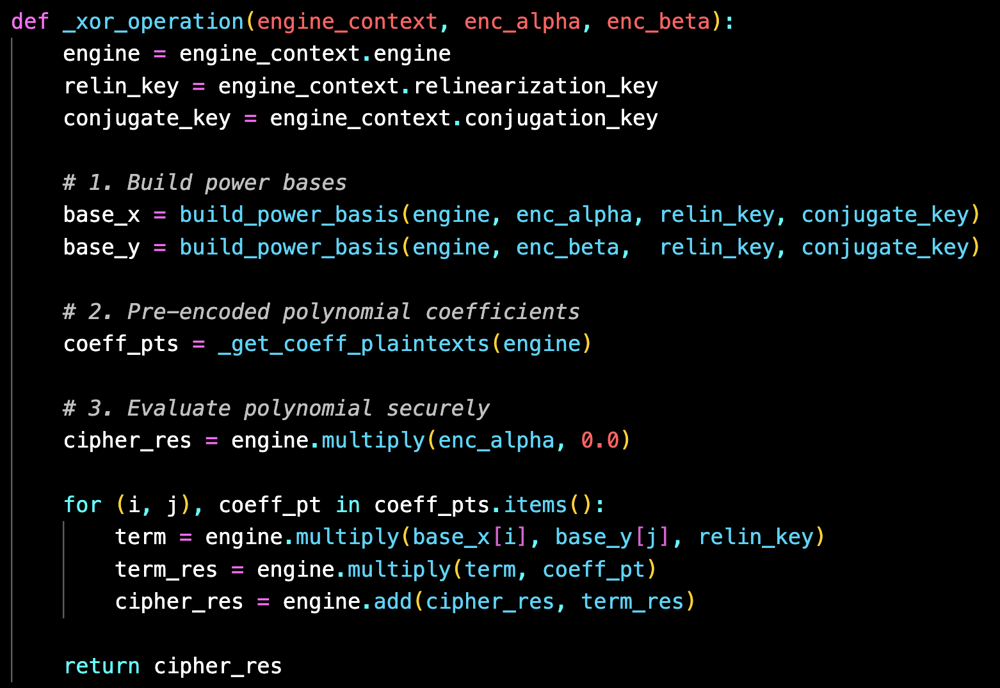 def _xor_operation(engine_context, enc_alpha, enc_beta):
    engine = engine_context.engine
    relin_key = engine_context.relinearization_key
    conjugate_key = engine_context.conjugation_key

    # 1. Build power bases
    base_x = build_power_basis(engine, enc_alpha, relin_key, conjugate_key)
    base_y = build_power_basis(engine, enc_beta,  relin_key, conjugate_key)

    # 2. Pre-encoded polynomial coefficients
    coeff_pts = _get_coeff_plaintexts(engine)

    # 3. Evaluate polynomial securely
    cipher_res = engine.multiply(enc_alpha, 0.0)

    for (i, j), coeff_pt in coeff_pts.items():
        term = engine.multiply(base_x[i], base_y[j], relin_key)
        term_res = engine.multiply(term, coeff_pt)
        cipher_res = engine.add(cipher_res, term_res)

    return cipher_res